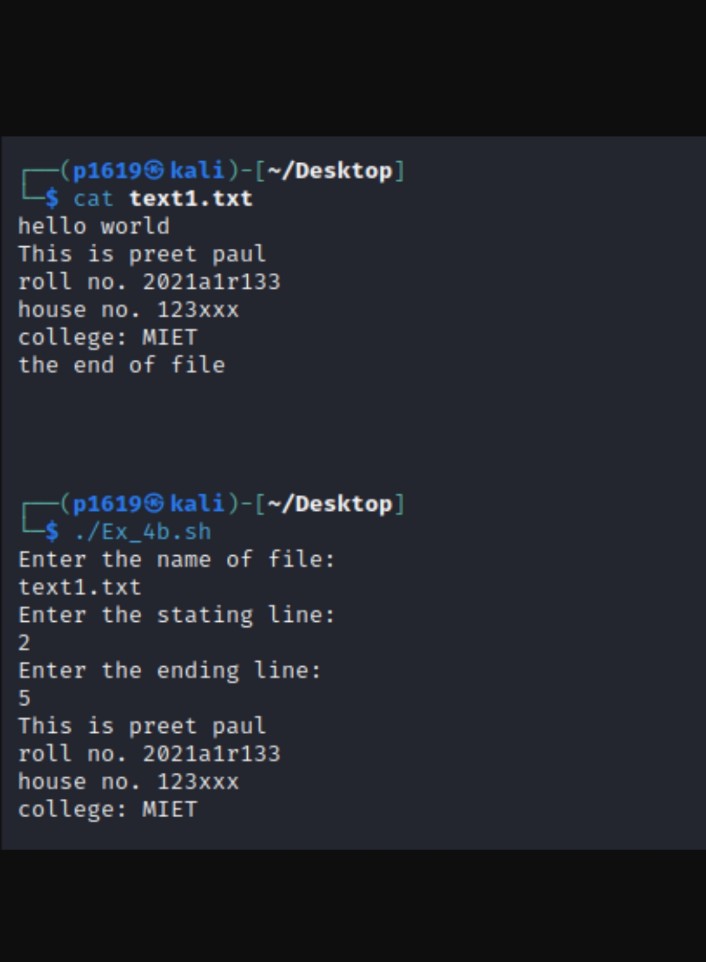 ┌──(p1619㉿kali)-[~/Desktop]
└─$ cat text1.txt
hello world
This is preet paul
roll no. 2021a1r133
house no. 123xxx
college: MIET
the end of file
┌──(p1619㉿kali)-[~/Desktop]
└─$ ./Ex_4b.sh
Enter the name of file:
text1.txt
Enter the stating line:
2
Enter the ending line:
5
This is preet paul
roll no. 2021a1r133
house no. 123xxx
college: MIET